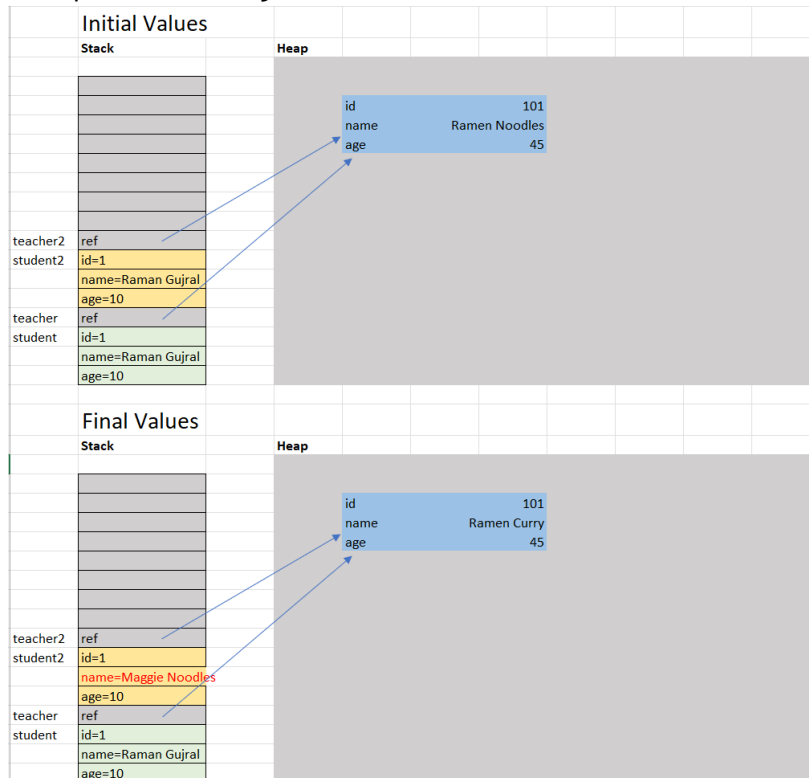 Initial Values
Stack Heap
id 101
name Ramen Noodles
age 45
teacher2 ref
student2 id=1
name=Raman Gujral
age=10
teacher ref
student id=1
name=Raman Gujral
age=10
Final Values
Stack Heap
id 101
name Ramen Curry
age 45
teacher2 ref
student2 id=1
name=Maggie Noodles
age=10
teacher ref
student id=1
name=Raman Gujral
age=10